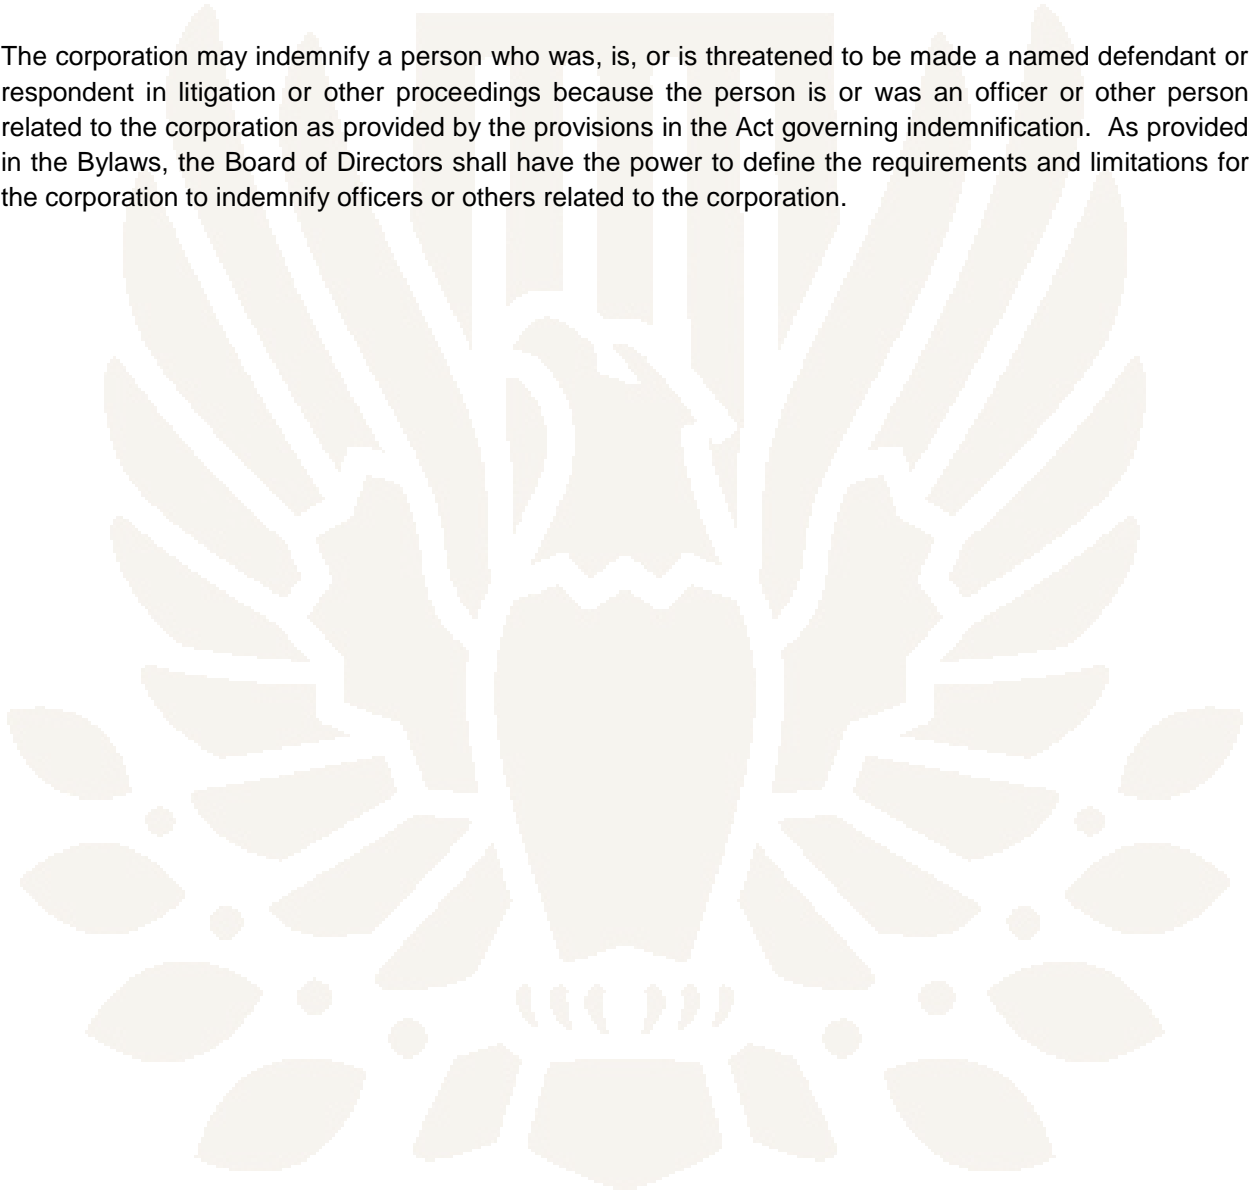 The corporation may indemnify a person who was, is, or is threatened to be made a named defendant or
respondent in litigation or other proceedings because the person is or was an officer or other person
related to the corporation as provided by the provisions in the Act governing indemnification.  As provided
in the Bylaws, the Board of Directors shall have the power to define the requirements and limitations for
the corporation to indemnify officers or others related to the corporation.